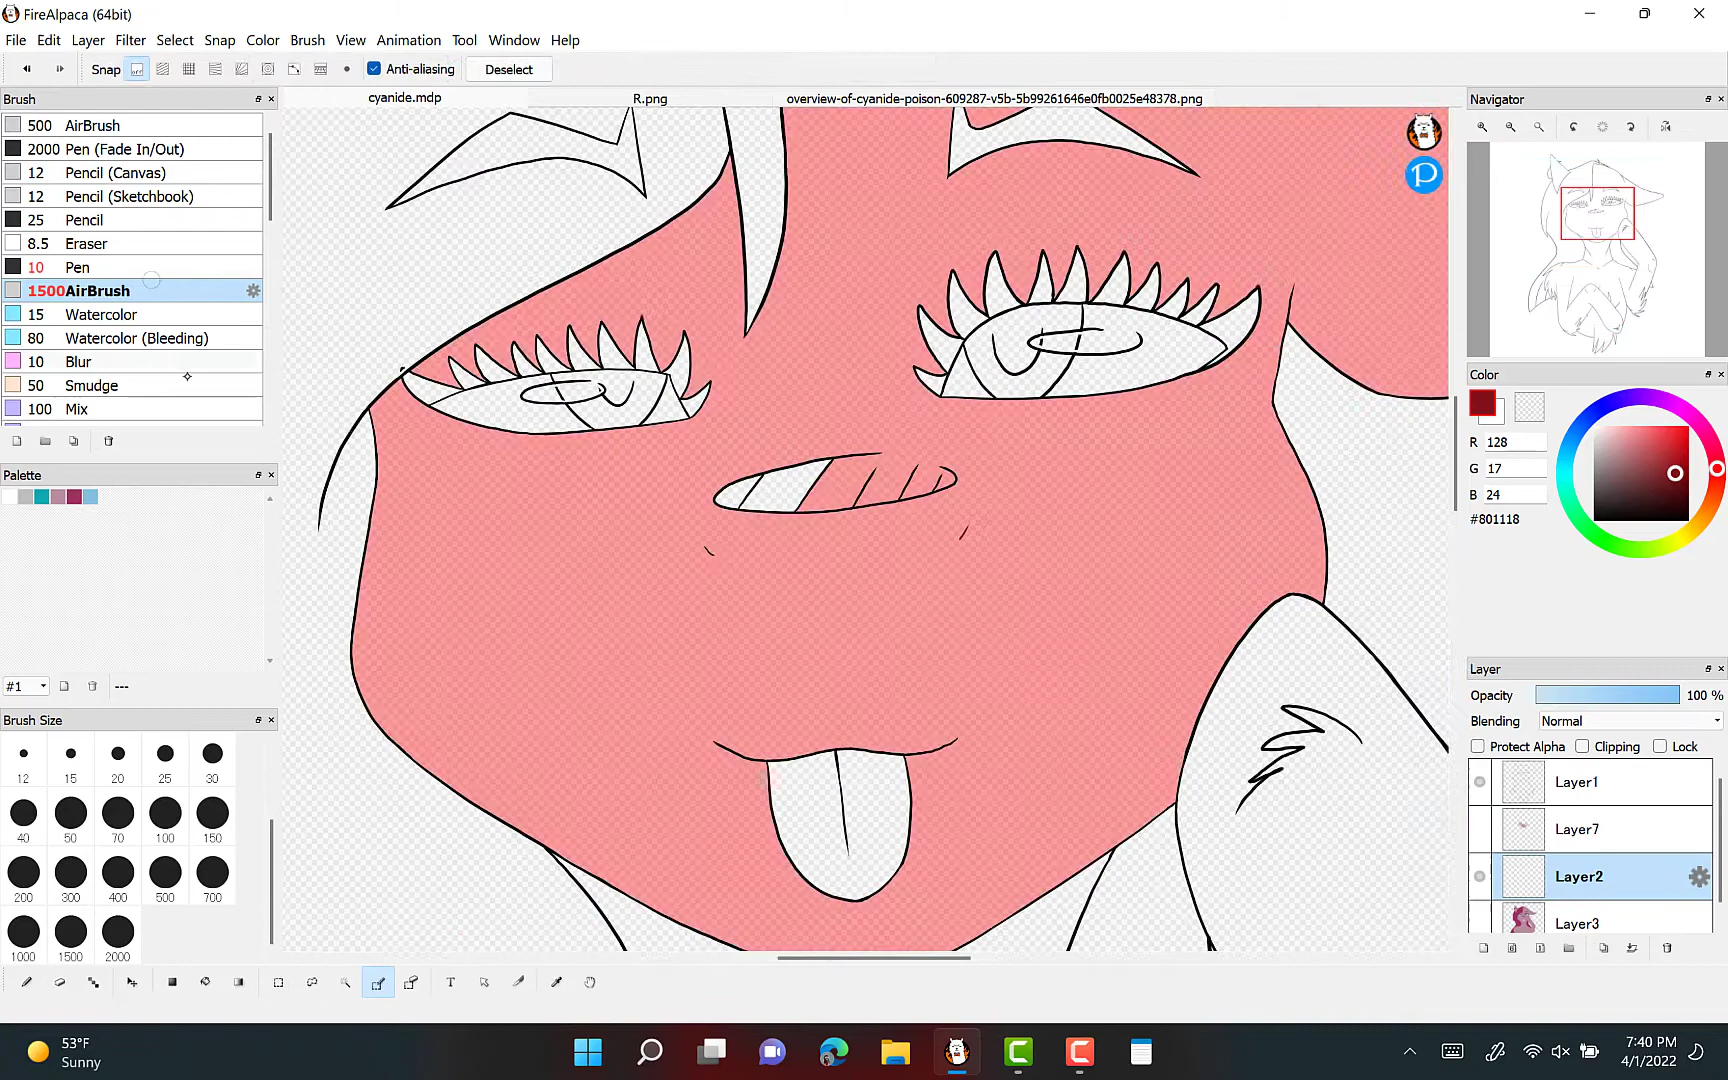 FireAlpaca (64bit)
File Edit Layer Filter Select Snap Color Brush View Animation Tool Window Help
Snap off Anti-aliasing Deselect
Brush
cyanide.mdp R.png overview-of-cyanide-poison-609287-v5b-5b99261646e0fb0025e48378.png
Navigator
500 AirBrush
2000 Pen (Fade In/Out)
12 Pencil (Canvas)
12 Pencil (Sketchbook)
25 Pencil
8.5 Eraser
10 Pen
1500 AirBrush
15 Watercolor
80 Watercolor (Bleeding)
10 Blur
50 Smudge
100 Mix
Color
R 128
G 17
B 24
#801118
Palette
#1 ---
Brush Size
12 15 20 25 30
40 50 70 100 150
200 300 400 500 700
1000 1500 2000
Layer
Opacity 100 %
Blending Normal
Protect Alpha Clipping Lock
Layer1
Layer7
Layer2
Layer3
T
53°F
Sunny
7:40 PM
4/1/2022